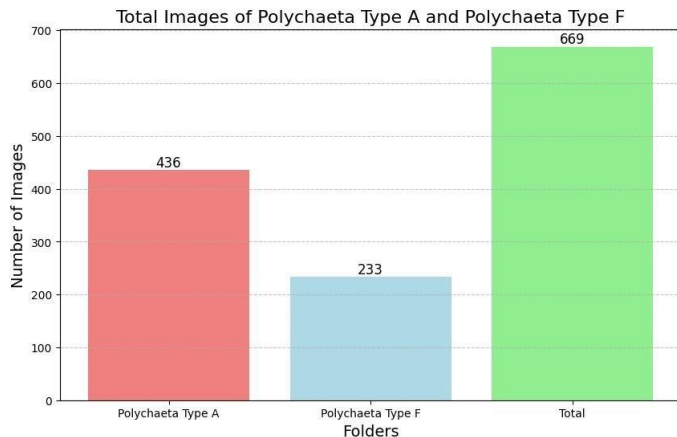 Total Images of Polychaeta Type A and Polychaeta Type F
700
669
600
500
436
400
300
233
200
100
0
Number of Images
Polychaeta Type A
Polychaeta Type F
Total
Folders